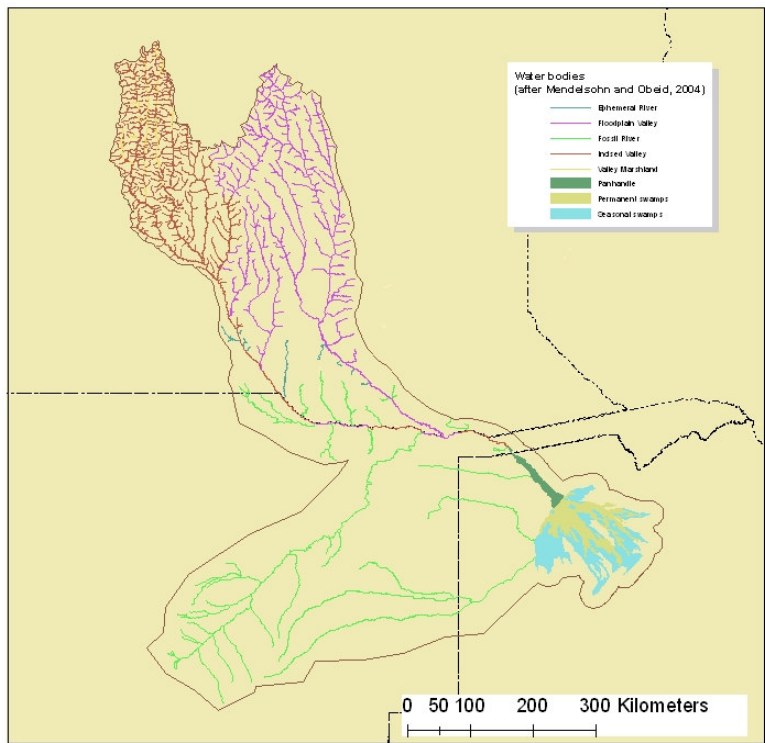 Water bodies
(after Mendelsohn and Obeid, 2004)
Ephemeral River
Floodplain Valley
Fossil River
Indsed Valley
Valley Marshland
Panhandle
Permanent swamps
Seasonal swamps
0 50 100 200 300 Kilometers